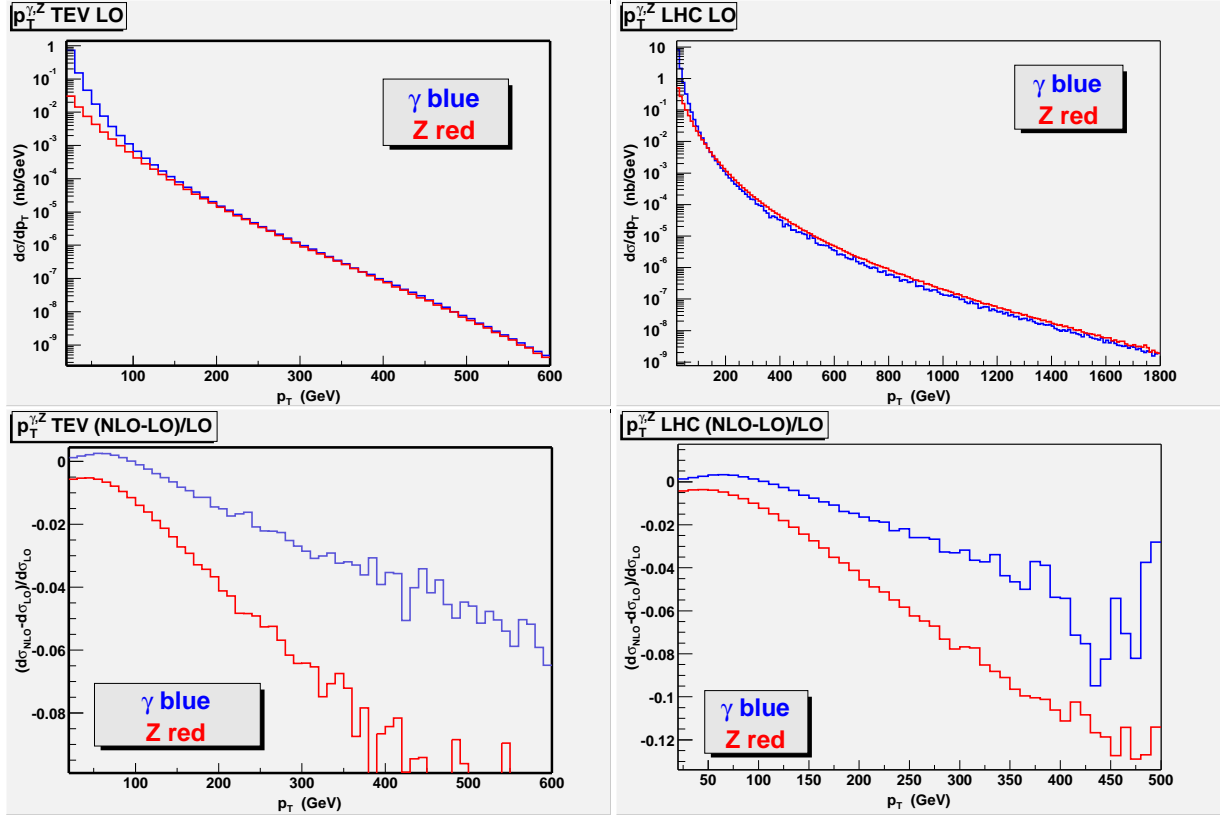 p_T^{γ,Z} TEV LO
dσ/dp_T (nb/GeV)
1
10^-1
10^-2
10^-3
10^-4
10^-5
10^-6
10^-7
10^-8
10^-9
γ blue
Z red
100 200 300 400 500 600
p_T (GeV)
p_T^{γ,Z} LHC LO
dσ/dp_T (nb/GeV)
10
1
10^-1
10^-2
10^-3
10^-4
10^-5
10^-6
10^-7
10^-8
10^-9
γ blue
Z red
200 400 600 800 1000 1200 1400 1600 1800
p_T (GeV)
p_T^{γ,Z} TEV (NLO-LO)/LO
(dσ_NLO-dσ_LO)/dσ_LO
0
-0.02
-0.04
-0.06
-0.08
γ blue
Z red
100 200 300 400 500 600
p_T (GeV)
p_T^{γ,Z} LHC (NLO-LO)/LO
(dσ_NLO-dσ_LO)/dσ_LO
0
-0.02
-0.04
-0.06
-0.08
-0.1
-0.12
γ blue
Z red
50 100 150 200 250 300 350 400 450 500
p_T (GeV)